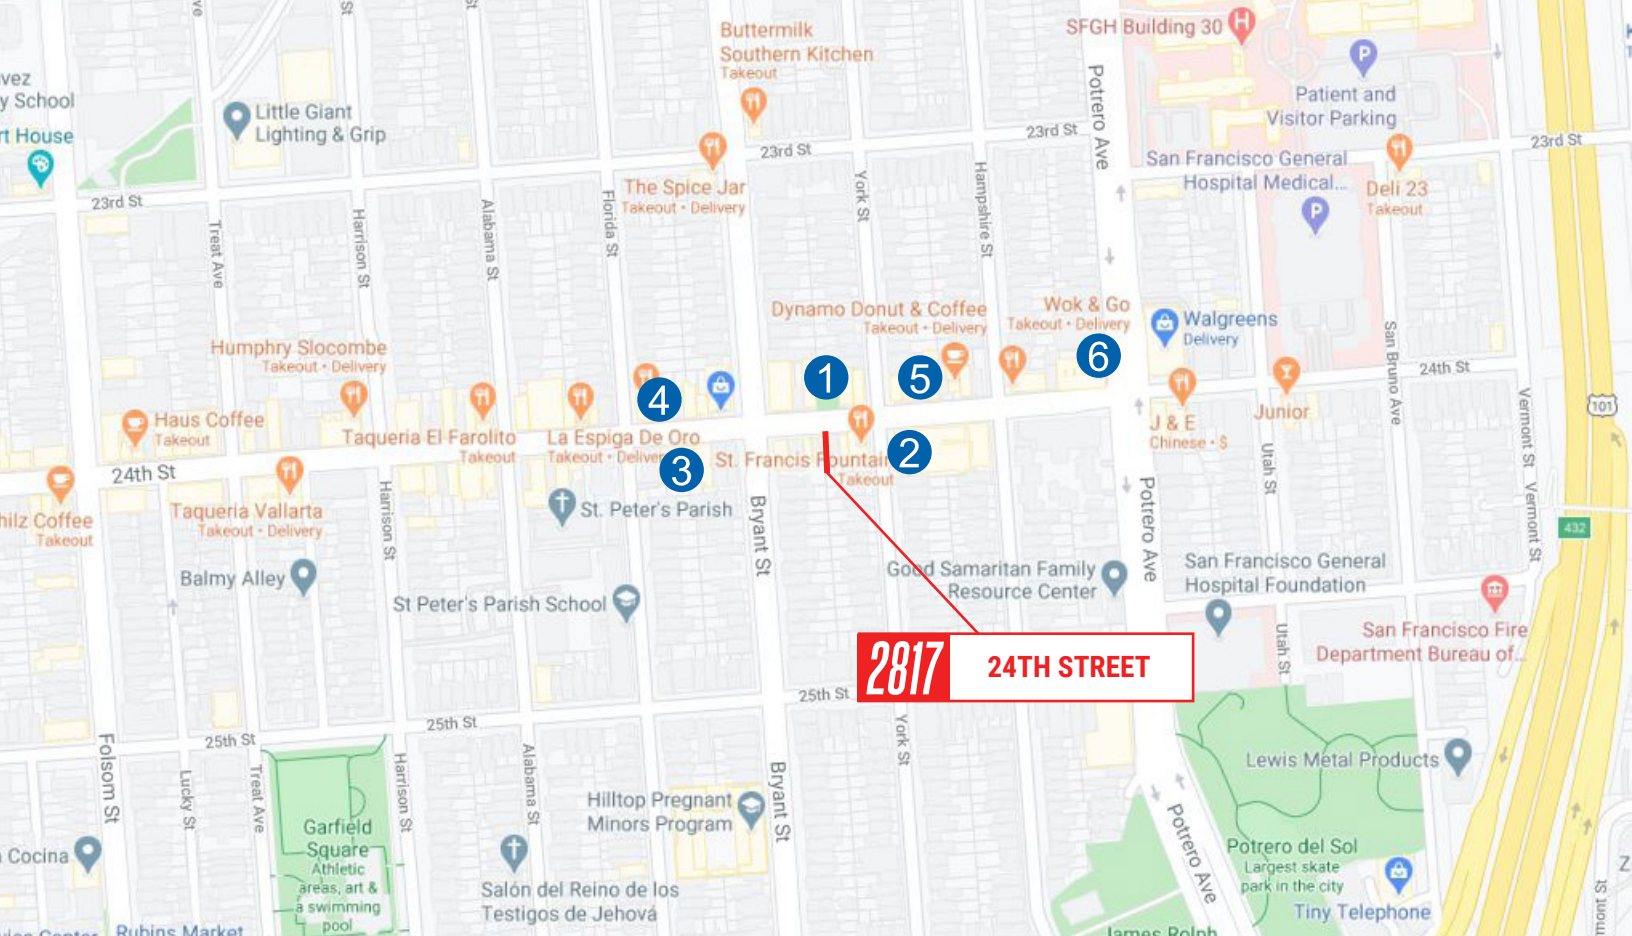 St
St
Buttermilk
Southern Kitchen
Takeout
SFGH Building 30
H
P
Patient and
Visitor Parking
Potrero Ave
y School
rt House
Little Giant
Lighting & Grip
23rd St
23rd St
23rd St
23rd St
The Spice Jar
Takeout • Delivery
San Francisco General
Hospital Medical...
P
Deli 23
Takeout
Treat Ave
Harrison St
Alabama St
Florida St
York St
Hampshire St
Dynamo Donut & Coffee
Takeout • Delivery
Wok & Go
Takeout • Delivery
Walgreens
Delivery
San Bruno Ave
Humphry Slocombe
Takeout • Delivery
1
2
3
4
5
6
24th St
101
Haus Coffee
Takeout
Taqueria El Farolito
Takeout
La Espiga De Oro
Takeout • Deliver
St. Francis Fountain
Takeout
J & E
Chinese • $
Junior
Vermont St
Vermont St
Utah St
24th St
Harrison St
Bryant St
Potrero Ave
hilz Coffee
Takeout
Taqueria Vallarta
Takeout • Delivery
St. Peter's Parish
432
Balmy Alley
St Peter's Parish School
Good Samaritan Family
Resource Center
San Francisco General
Hospital Foundation
San Francisco Fire
Department Bureau of...
Utah St
2817
24TH STREET
25th St
25th St
25th St
Folsom St
Lucky St
Treat Ave
Harrison St
Alabama St
Bryant St
York St
Potrero Ave
Lewis Metal Products
Hilltop Pregnant
Minors Program
Garfield
Square
Athletic
areas, art &
a swimming
pool
Cocina
Salón del Reino de los
Testigos de Jehová
Potrero del Sol
Largest skate
park in the city
Tiny Telephone
Rubins Market
James Rolph
mont St